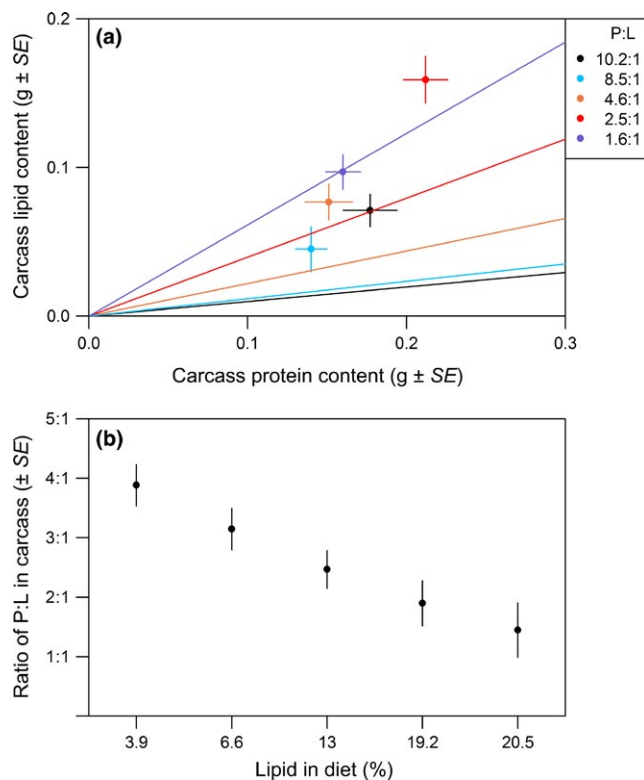 (a)
Carcass lipid content (g ± SE)
0.2
0.1
0.0
0.0 0.1 0.2 0.3
Carcass protein content (g ± SE)
P:L
10.2:1
8.5:1
4.6:1
2.5:1
1.6:1
(b)
Ratio of P:L in carcass (± SE)
5:1
4:1
3:1
2:1
1:1
3.9 6.6 13 19.2 20.5
Lipid in diet (%)